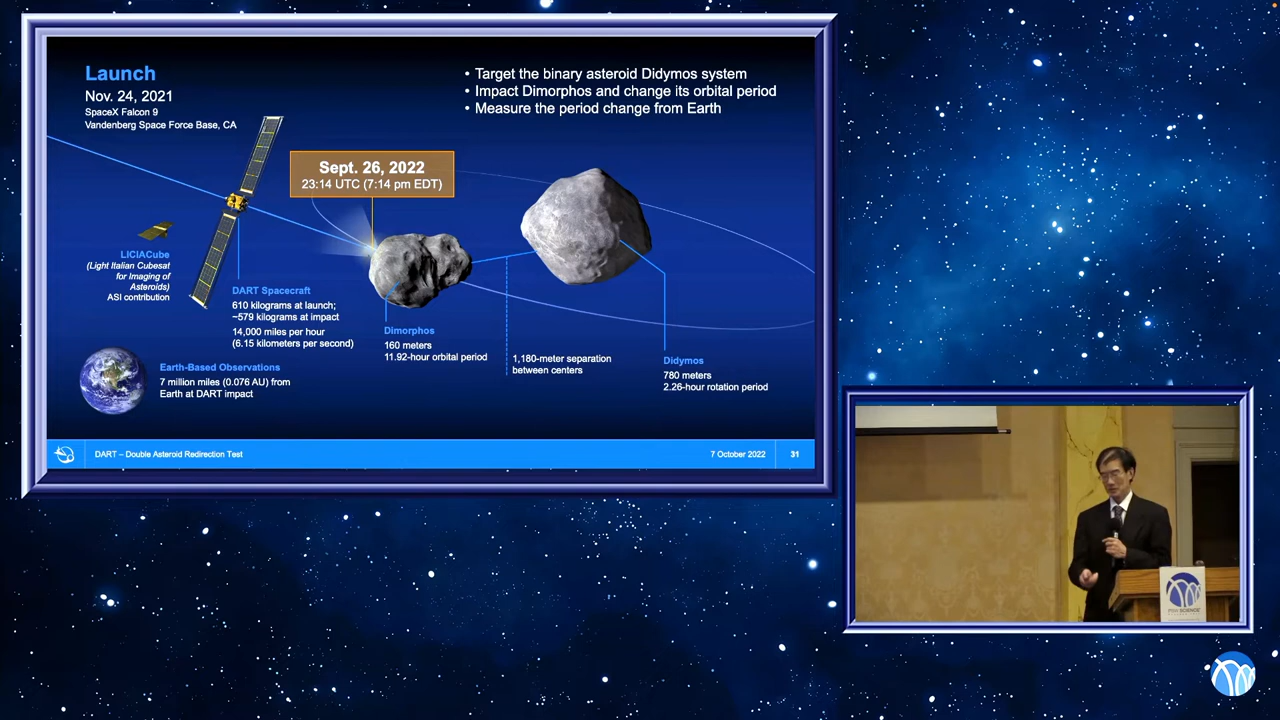 Launch
Nov. 24, 2021
SpaceX Falcon 9
Vandenberg Space Force Base, CA
• Target the binary asteroid Didymos system
• Impact Dimorphos and change its orbital period
• Measure the period change from Earth
Sept. 26, 2022
23:14 UTC (7:14 pm EDT)
LICIACube
(Light Italian Cubesat
for Imaging of
Asteroids)
ASI contribution
DART Spacecraft
610 kilograms at launch;
~579 kilograms at impact
14,000 miles per hour
(6.15 kilometers per second)
Dimorphos
160 meters
11.92-hour orbital period
1,180-meter separation
between centers
Didymos
780 meters
2.26-hour rotation period
Earth-Based Observations
7 million miles (0.076 AU) from
Earth at DART impact
DART – Double Asteroid Redirection Test
7 October 2022
31